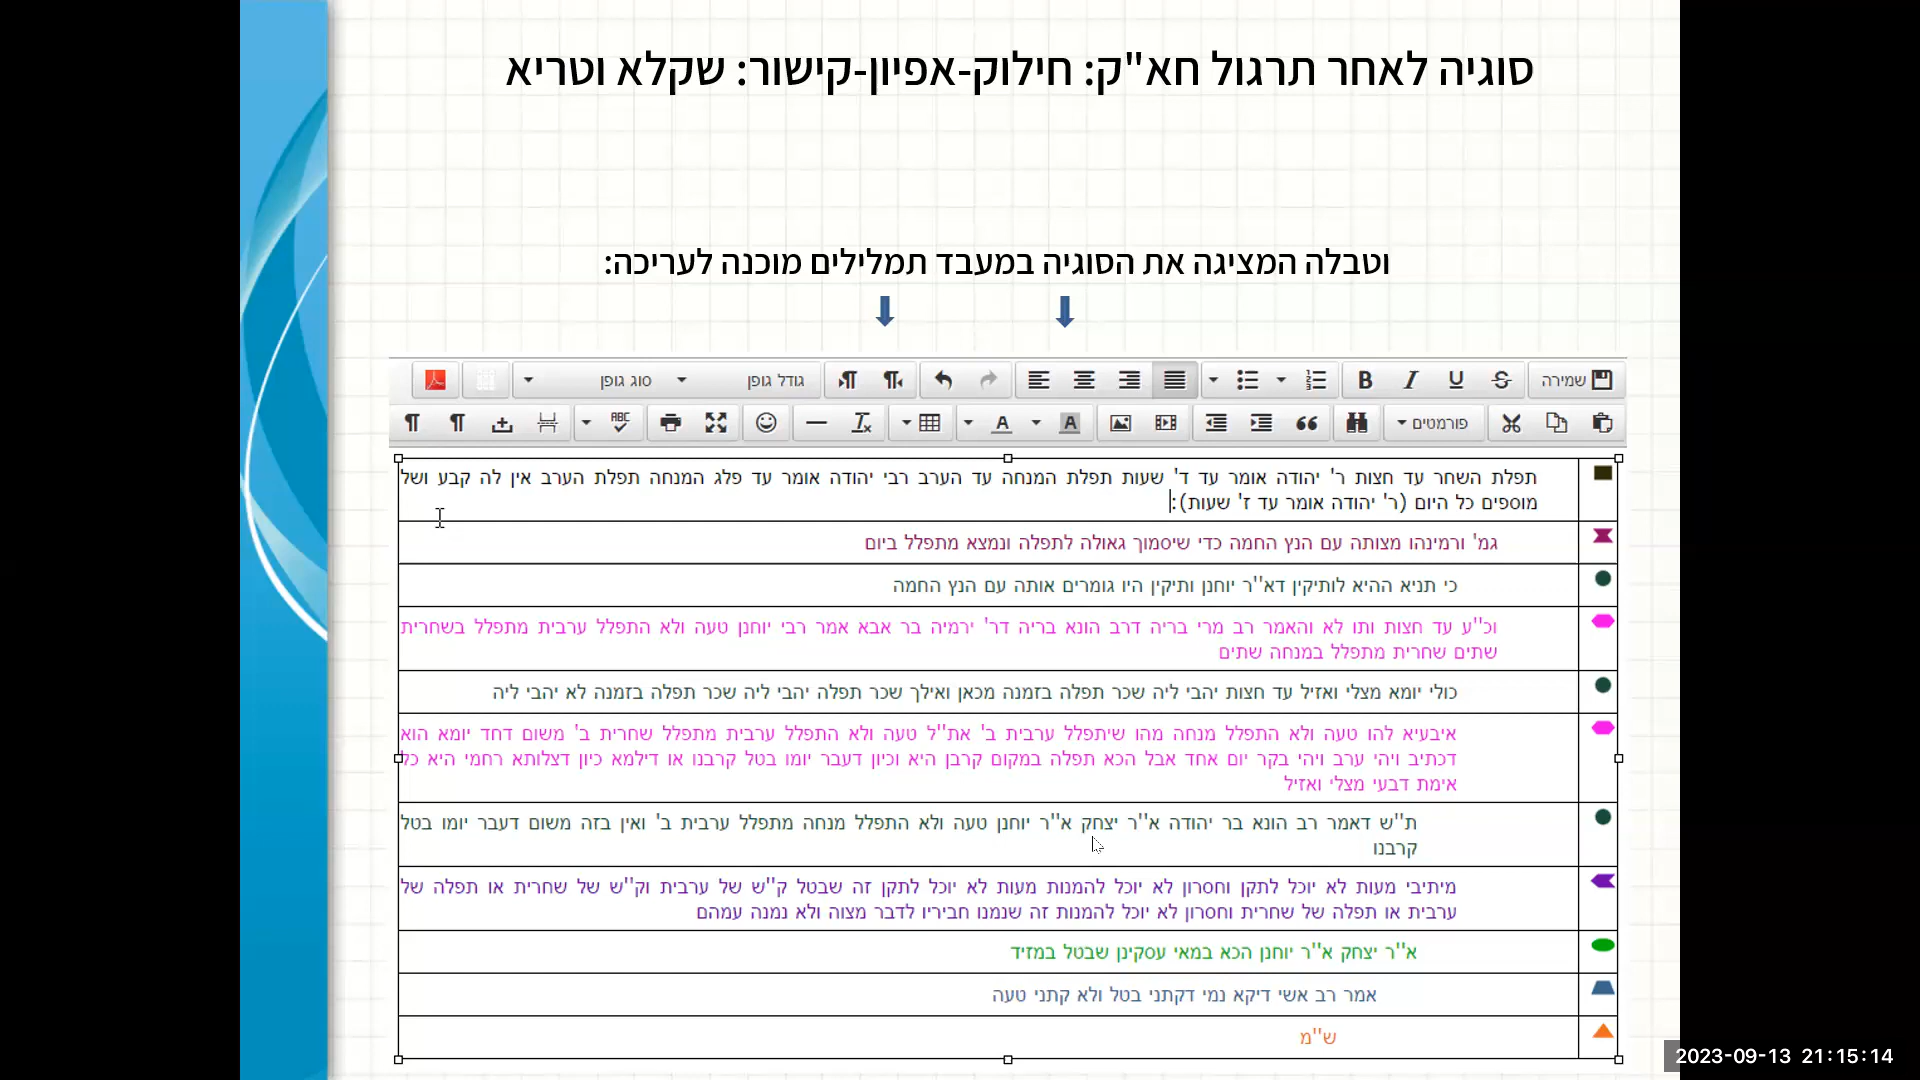 סוגיה לאחר תרגול חא"ק: חילוק-אפיון-קישור: שקלא וטריא
וטבלה המציגה את הסוגיה במעבד תמלילים מוכנה לעריכה:
שמירה
גודל גופן
סוג גופן
פורמטים
ABC
תפלת השחר עד חצות ר' יהודה אומר עד ד' שעות תפלת המנחה עד הערב רבי יהודה אומר עד פלג המנחה תפלת הערב אין לה קבע ושל
מוספים כל היום (ר' יהודה אומר עד ז' שעות):
גמ' ורמינהו מצותה עם הנץ החמה כדי שיסמוך גאולה לתפלה ונמצא מתפלל ביום
כי תניא ההיא לותיקין דא''ר יוחנן ותיקין היו גומרים אותה עם הנץ החמה
וכ''ע עד חצות ותו לא והאמר רב מרי בריה דרב הונא בריה דר' ירמיה בר אבא אמר רבי יוחנן טעה ולא התפלל ערבית מתפלל בשחרית
שתים שחרית מתפלל במנחה שתים
כולי יומא מצלי ואזיל עד חצות יהבי ליה שכר תפלה בזמנה מכאן ואילך שכר תפלה יהבי ליה שכר תפלה בזמנה לא יהבי ליה
איבעיא להו טעה ולא התפלל מנחה מהו שיתפלל ערבית ב' את''ל טעה ולא התפלל ערבית מתפלל שחרית ב' משום דחד יומא הוא
דכתיב ויהי ערב ויהי בקר יום אחד אבל הכא תפלה במקום קרבן היא וכיון דעבר יומו בטל קרבנו או דילמא כיון דצלותא רחמי היא כל
אימת דבעי מצלי ואזיל
ת''ש דאמר רב הונא בר יהודה א''ר יצחק א''ר יוחנן טעה ולא התפלל מנחה מתפלל ערבית ב' ואין בזה משום דעבר יומו בטל
קרבנו
מיתיבי מעות לא יוכל לתקן וחסרון לא יוכל להמנות מעות לא יוכל לתקן זה שבטל ק''ש של ערבית וק''ש של שחרית או תפלה של
ערבית או תפלה של שחרית וחסרון לא יוכל להמנות זה שנמנו חביריו לדבר מצוה ולא נמנה עמהם
א''ר יצחק א''ר יוחנן הכא במאי עסקינן שבטל במזיד
אמר רב אשי דיקא נמי דקתני בטל ולא קתני טעה
ש''מ
2023-09-13 21:15:14